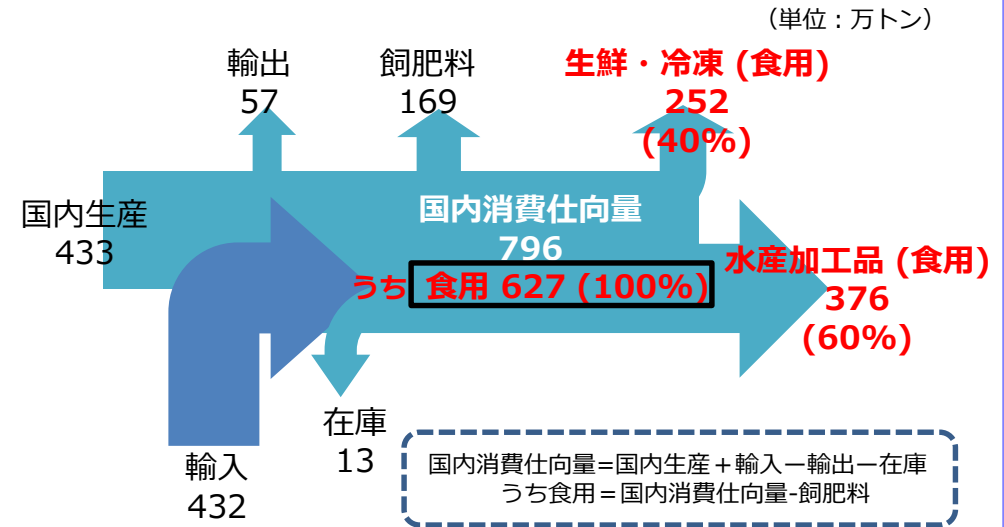 （単位：万トン）
輸出
57
飼肥料
169
生鮮・冷凍 (食用)
252
(40%)
国内生産
433
国内消費仕向量
796
うち 食用 627 (100%)
水産加工品 (食用)
376
(60%)
在庫
13
輸入
432
国内消費仕向量=国内生産＋輸入ー輸出ー在庫
うち食用＝国内消費仕向量-飼肥料